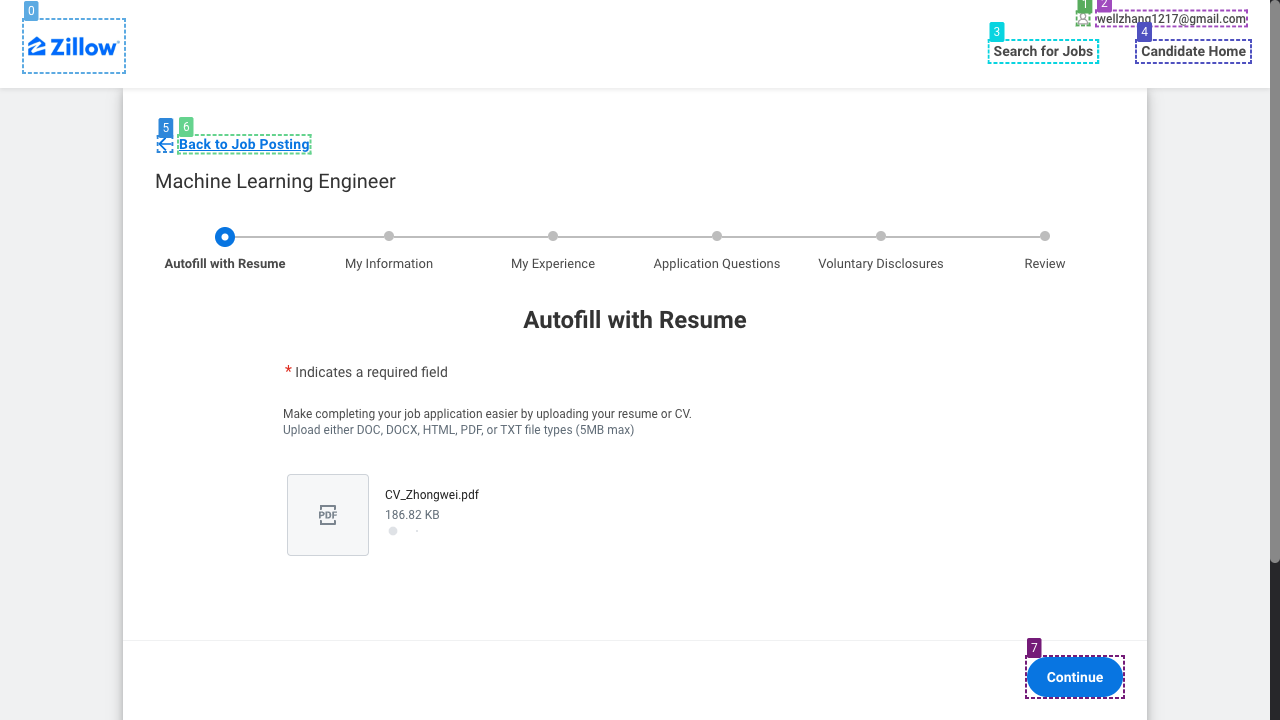 0
1
2
wellzhang1217@gmail.com
Zillow
3
4
Search for Jobs
Candidate Home
5
6
Back to Job Posting
Machine Learning Engineer
Autofill with Resume
My Information
My Experience
Application Questions
Voluntary Disclosures
Review
Autofill with Resume
* Indicates a required field
Make completing your job application easier by uploading your resume or CV.
Upload either DOC, DOCX, HTML, PDF, or TXT file types (5MB max)
PDF
CV_Zhongwei.pdf
186.82 KB
7
Continue